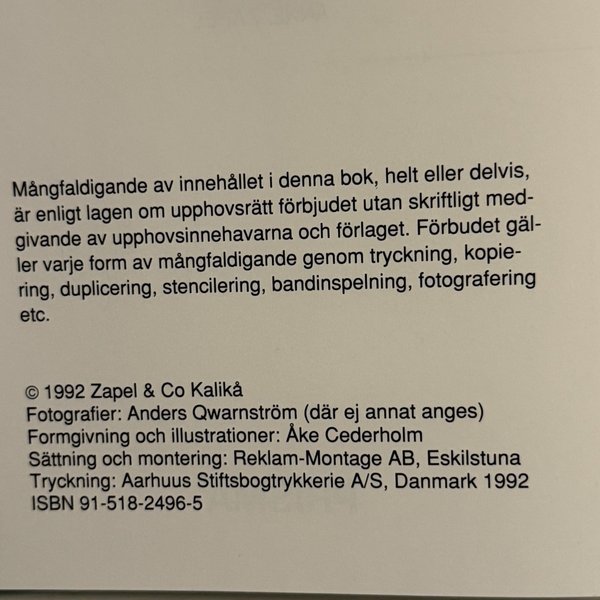 Mångfaldigande av innehållet i denna bok, helt eller delvis,
är enligt lagen om upphovsrätt förbjudet utan skriftligt med-
givande av upphovsinnehavarna och förlaget. Förbudet gäl-
ler varje form av mångfaldigande genom tryckning, kopie-
ring, duplicering, stencilering, bandinspelning, fotografering
etc.
© 1992 Zapel & Co Kalikå
Fotografier: Anders Qwarnström (där ej annat anges)
Formgivning och illustrationer: Åke Cederholm
Sättning och montering: Reklam-Montage AB, Eskilstuna
Tryckning: Aarhuus Stiftsbogtrykkerie A/S, Danmark 1992
ISBN 91-518-2496-5